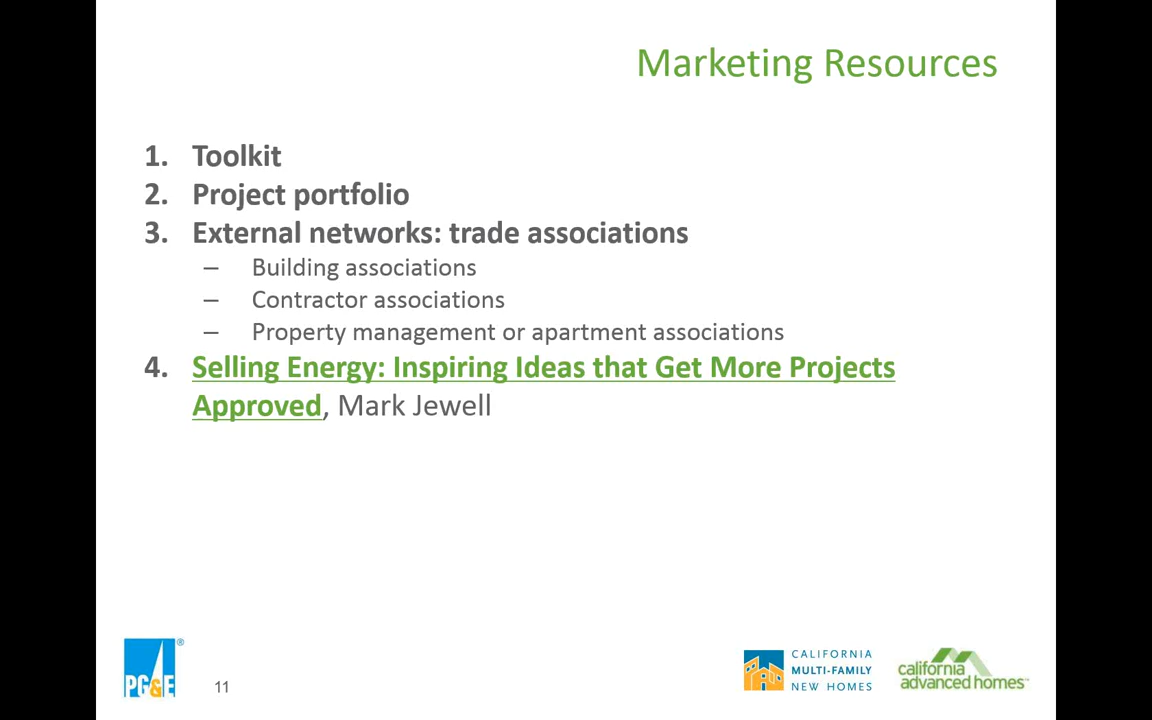 Marketing Resources
1. Toolkit
2. Project portfolio
3. External networks: trade associations
– Building associations
– Contractor associations
– Property management or apartment associations
4. Selling Energy: Inspiring Ideas that Get More Projects
Approved, Mark Jewell
PG&E®
11
CALIFORNIA
MULTI-FAMILY
NEW HOMES
california
advanced homes™